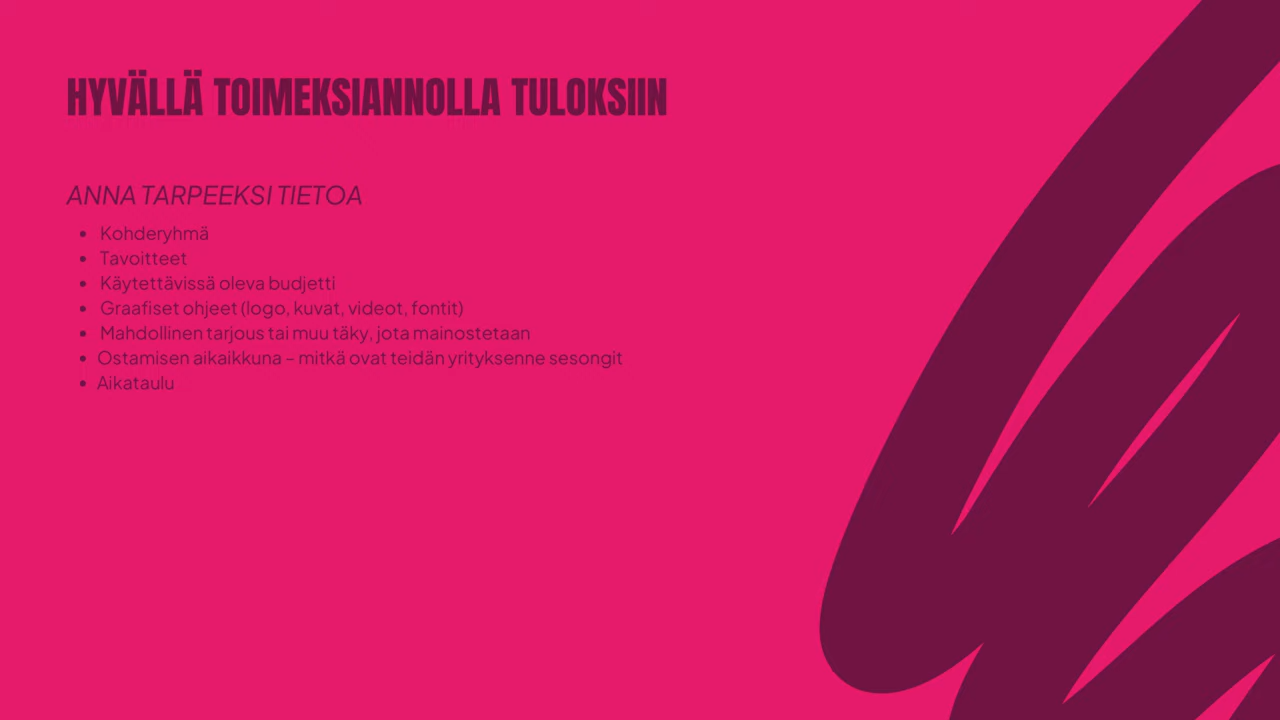 HYVÄLLÄ TOIMEKSIANNOLLA TULOKSIIN
ANNA TARPEEKSI TIETOA
• Kohderyhmä
• Tavoitteet
• Käytettävissä oleva budjetti
• Graafiset ohjeet (logo, kuvat, videot, fontit)
• Mahdollinen tarjous tai muu täky, jota mainostetaan
• Ostamisen aikaikkuna – mitkä ovat teidän yrityksenne sesongit
• Aikataulu